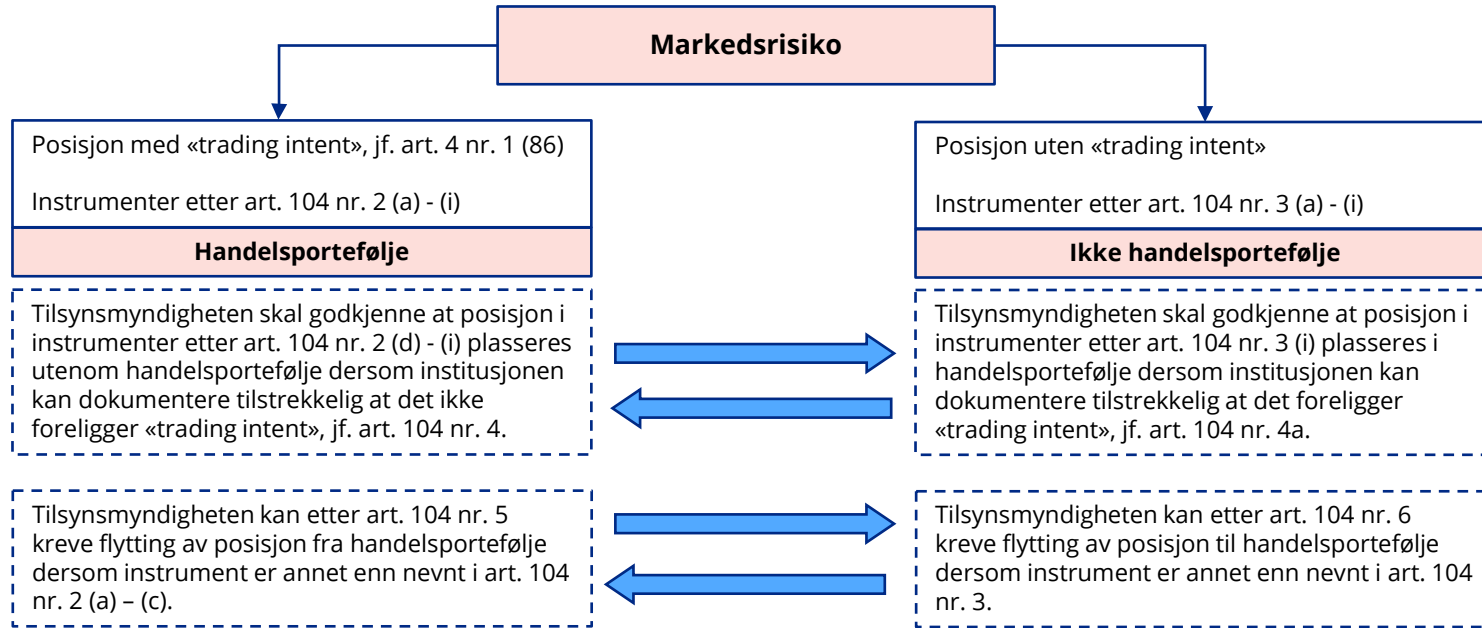 Markedsrisiko
Posisjon med «trading intent», jf. art. 4 nr. 1 (86)
Instrumenter etter art. 104 nr. 2 (a) - (i)
Handelsportefølje
Tilsynsmyndigheten skal godkjenne at posisjon i
instrumenter etter art. 104 nr. 2 (d) - (i) plasseres
utenom handelsportefølje dersom institusjonen
kan dokumentere tilstrekkelig at det ikke
foreligger «trading intent», jf. art. 104 nr. 4.
Tilsynsmyndigheten kan etter art. 104 nr. 5
kreve flytting av posisjon fra handelsportefølje
dersom instrument er annet enn nevnt i art. 104
nr. 2 (a) – (c).
Posisjon uten «trading intent»
Instrumenter etter art. 104 nr. 3 (a) - (i)
Ikke handelsportefølje
Tilsynsmyndigheten skal godkjenne at posisjon i
instrumenter etter art. 104 nr. 3 (i) plasseres i
handelsportefølje dersom institusjonen kan
dokumentere tilstrekkelig at det foreligger
«trading intent», jf. art. 104 nr. 4a.
Tilsynsmyndigheten kan etter art. 104 nr. 6
kreve flytting av posisjon til handelsportefølje
dersom instrument er annet enn nevnt i art. 104
nr. 3.